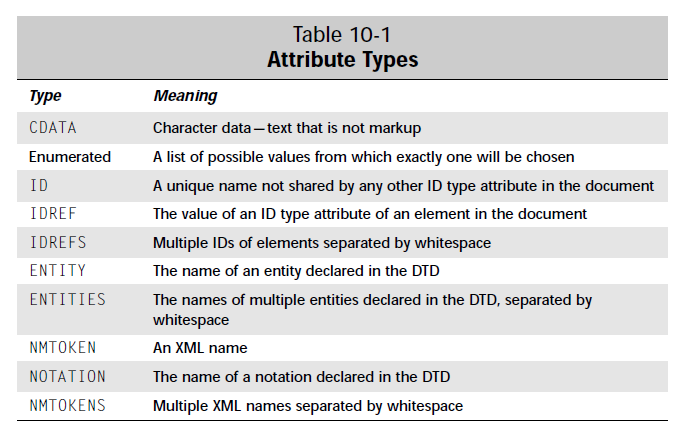 Table 10-1
Attribute Types
Type Meaning
CDATA Character data—text that is not markup
Enumerated A list of possible values from which exactly one will be chosen
ID A unique name not shared by any other ID type attribute in the document
IDREF The value of an ID type attribute of an element in the document
IDREFS Multiple IDs of elements separated by whitespace
ENTITY The name of an entity declared in the DTD
ENTITIES The names of multiple entities declared in the DTD, separated by
whitespace
NMTOKEN An XML name
NOTATION The name of a notation declared in the DTD
NMTOKENS Multiple XML names separated by whitespace